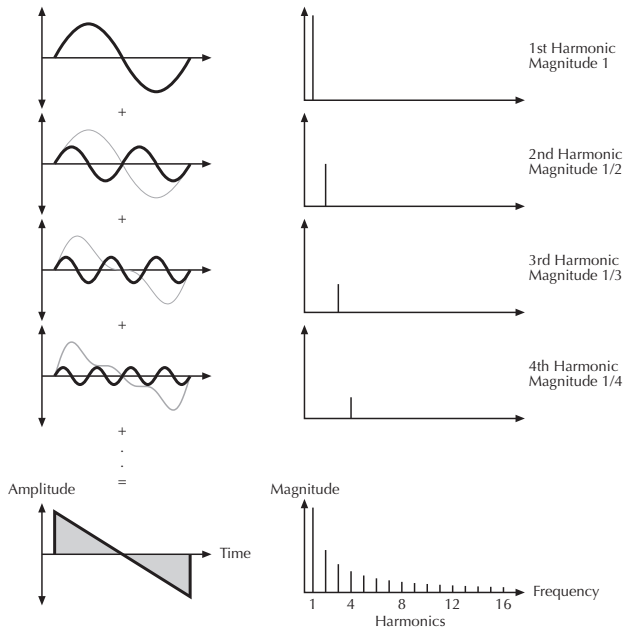 1st Harmonic
Magnitude 1
+
2nd Harmonic
Magnitude 1/2
+
3rd Harmonic
Magnitude 1/3
+
4th Harmonic
Magnitude 1/4
+
.
.
=
Amplitude
Time
Magnitude
Frequency
1 4 8 12 16
Harmonics